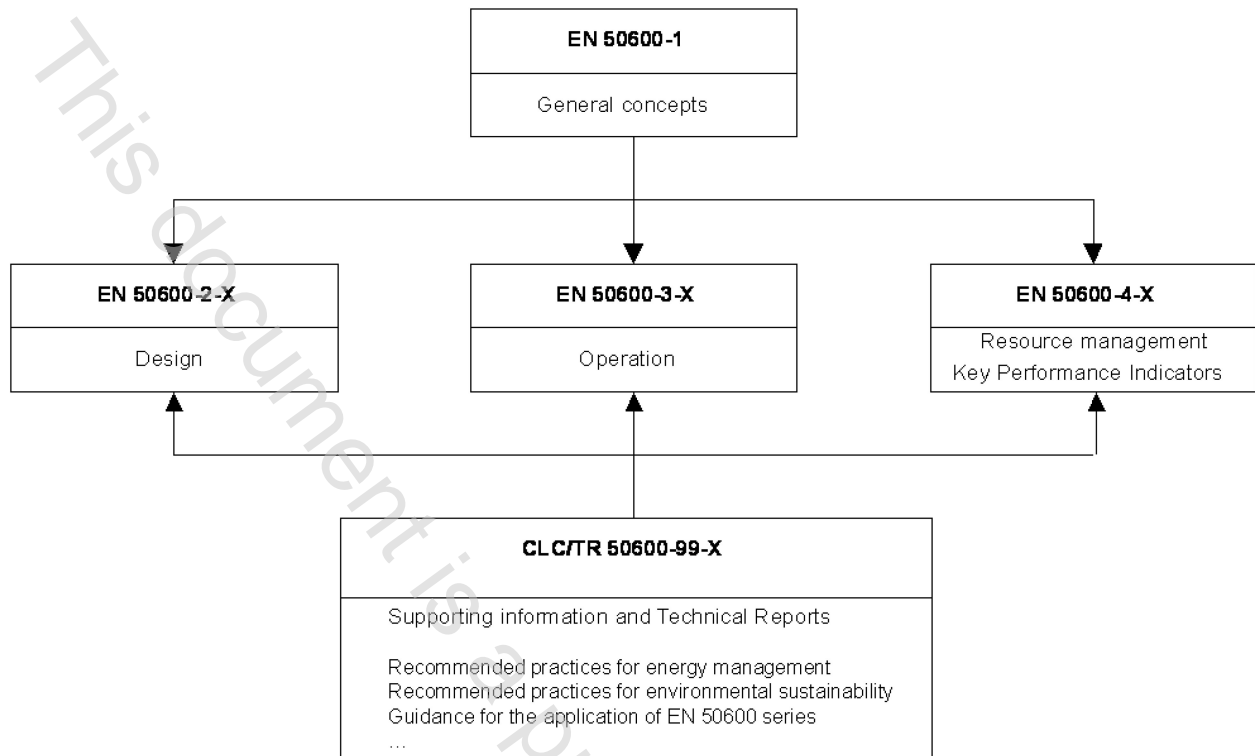 EN 50600-1
General concepts
EN 50600-2-X
Design
EN 50600-3-X
Operation
EN 50600-4-X
Resource management
Key Performance Indicators
CLC/TR 50600-99-X
Supporting information and Technical Reports
Recommended practices for energy management
Recommended practices for environmental sustainability
Guidance for the application of EN 50600 series
...
This document is a